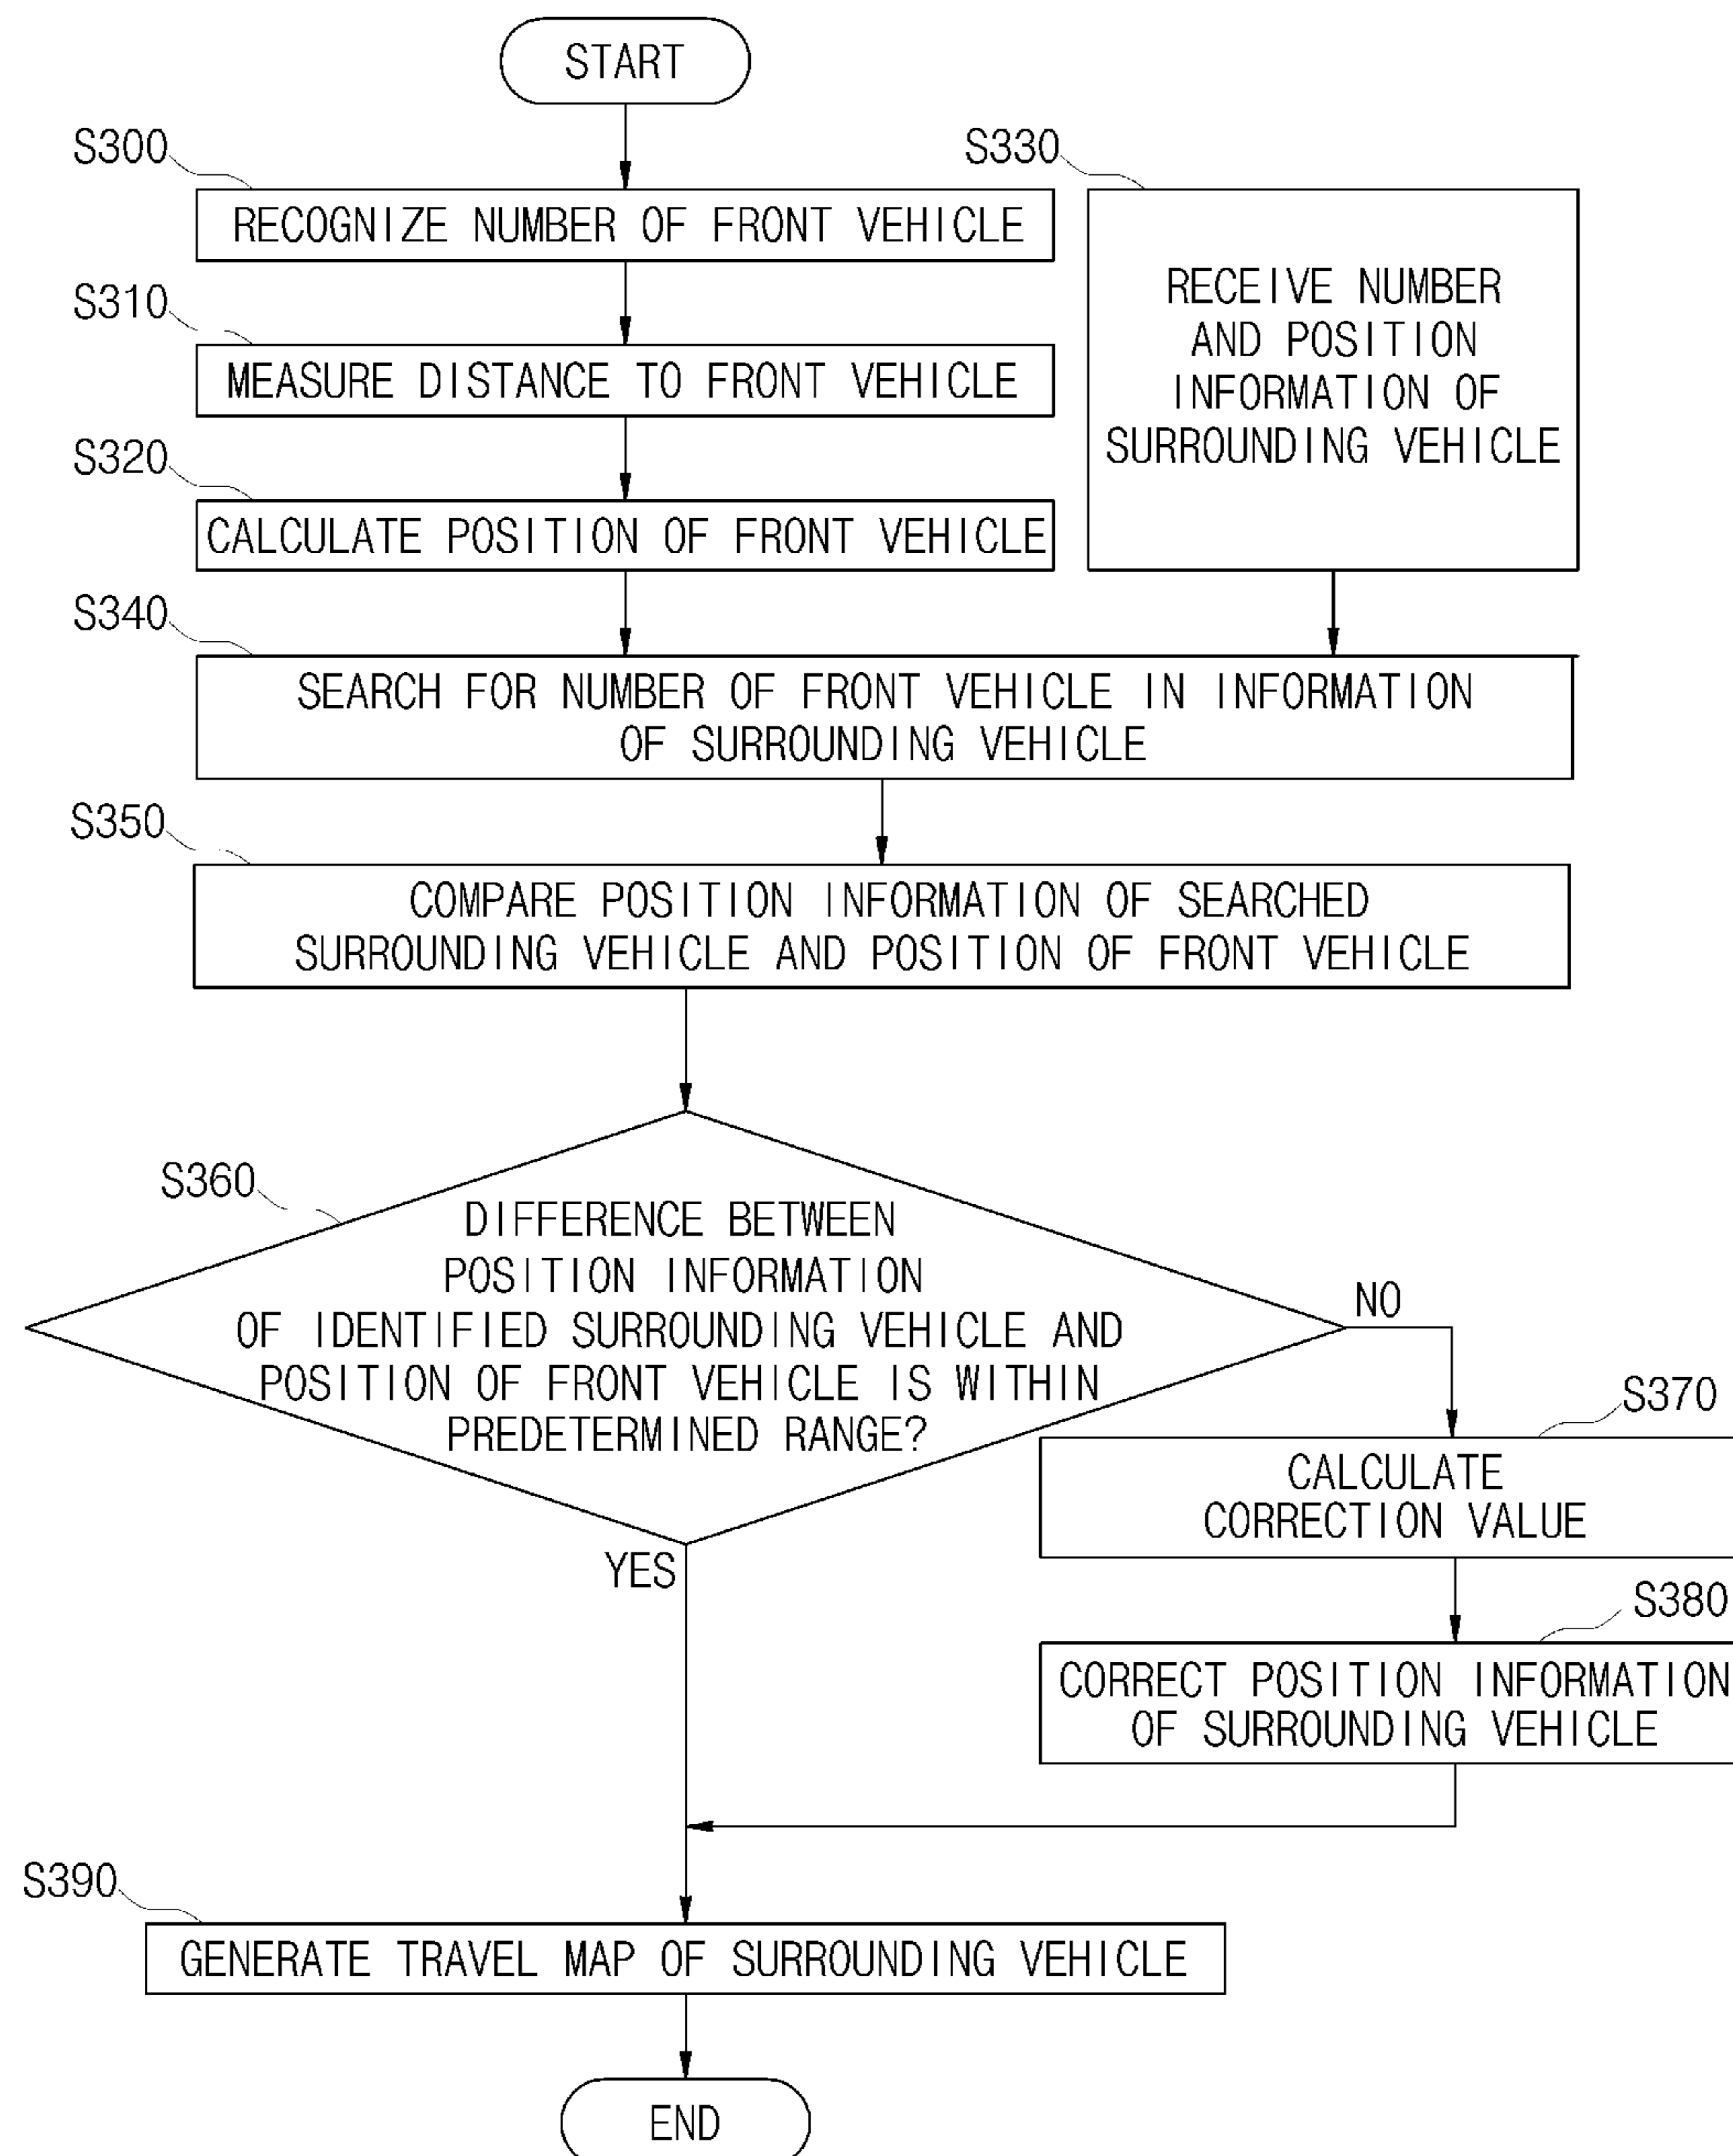 START
S300
RECOGNIZE NUMBER OF FRONT VEHICLE
S310
MEASURE DISTANCE TO FRONT VEHICLE
S320
CALCULATE POSITION OF FRONT VEHICLE
S330
RECEIVE NUMBER
AND POSITION
INFORMATION OF
SURROUNDING VEHICLE
S340
SEARCH FOR NUMBER OF FRONT VEHICLE IN INFORMATION
OF SURROUNDING VEHICLE
S350
COMPARE POSITION INFORMATION OF SEARCHED
SURROUNDING VEHICLE AND POSITION OF FRONT VEHICLE
S360
DIFFERENCE BETWEEN
POSITION INFORMATION
OF IDENTIFIED SURROUNDING VEHICLE AND
POSITION OF FRONT VEHICLE IS WITHIN
PREDETERMINED RANGE?
NO
S370
CALCULATE
CORRECTION VALUE
YES
S380
CORRECT POSITION INFORMATION
OF SURROUNDING VEHICLE
S390
GENERATE TRAVEL MAP OF SURROUNDING VEHICLE
END